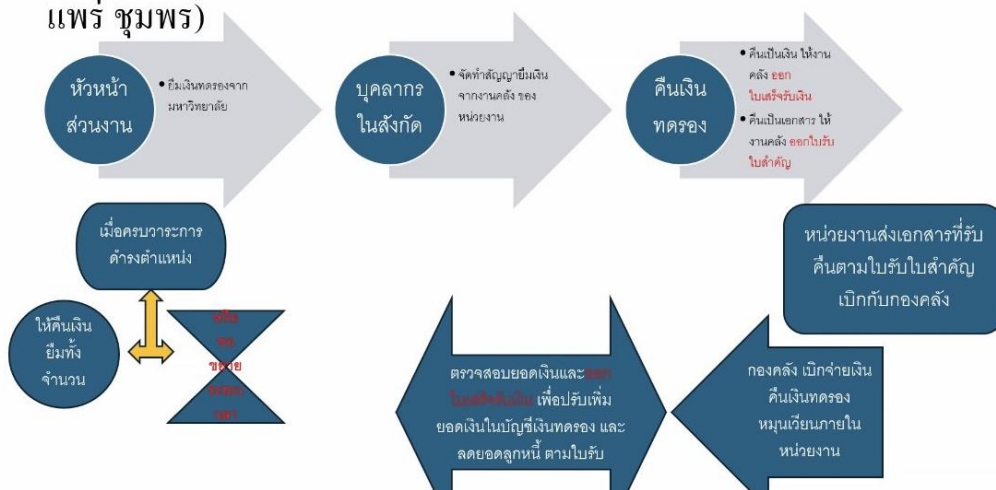 แพร่ ชุมพร)
หัวหน้า
ส่วนงาน
• ยืมเงินทดรองจาก
มหาวิทยาลัย
บุคลากร
ในสังกัด
• จัดทำสัญญายืมเงิน
จากงานคลัง ของ
หน่วยงาน
คืนเงิน
ทดรอง
• คืนเป็นเงิน ให้งาน
คลัง ออก
ใบเสร็จรับเงิน
• คืนเป็นเอกสาร ให้
งานคลัง ออกใบรับ
ใบสำคัญ
เมื่อครบวาระการ
ดำรงตำแหน่ง
ให้คืนเงิน
ยืมทั้ง
จำนวน
ขยาย
หน่วยงานส่งเอกสารที่รับ
คืนตามใบรับใบสำคัญ
เบิกกับกองคลัง
กองคลัง เบิกจ่ายเงิน
คืนเงินทดรอง
หมุนเวียนภายใน
หน่วยงาน
ตรวจสอบยอดเงินและออก
ใบเสร็จรับเงิน เพื่อปรับเพิ่ม
ยอดเงินในบัญชีเงินทดรอง และ
ลดยอดลูกหนี้ ตามใบรับ